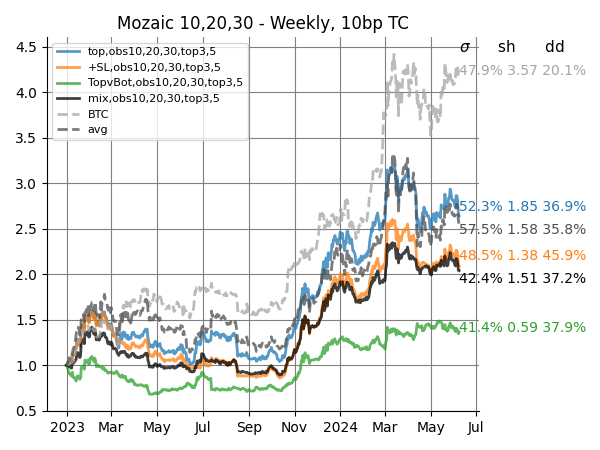 Mozaic 10,20,30 - Weekly, 10bp TC
σ sh dd
top,obs10,20,30,top3,5
+SL,obs10,20,30,top3,5
TopvBot,obs10,20,30,top3,5
mix,obs10,20,30,top3,5
BTC
avg
47.9% 3.57 20.1%
52.3% 1.85 36.9%
57.5% 1.58 35.8%
48.5% 1.38 45.9%
42.4% 1.51 37.2%
41.4% 0.59 37.9%
4.5
4.0
3.5
3.0
2.5
2.0
1.5
1.0
0.5
2023 Mar May Jul Sep Nov 2024 Mar May Jul